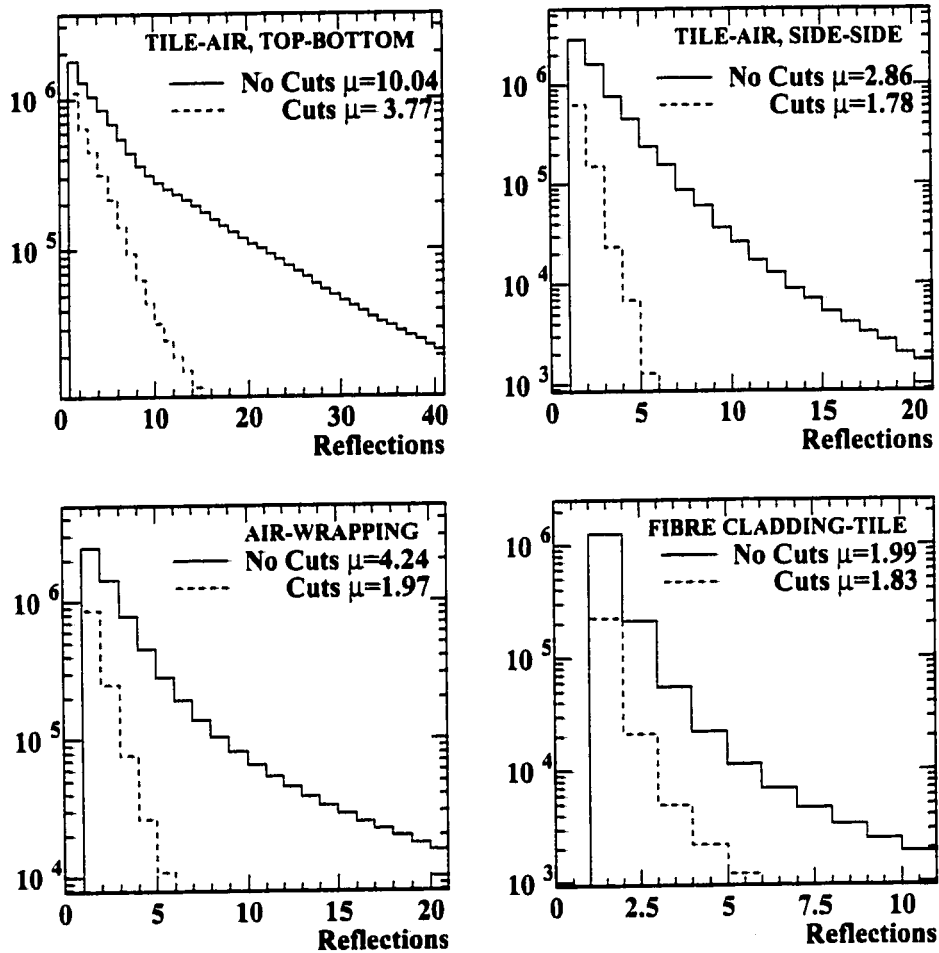 TILE-AIR, TOP-BOTTOM
No Cuts μ=10.04
Cuts μ= 3.77
10 6
10 5
0 10 20 30 40
Reflections
TILE-AIR, SIDE-SIDE
No Cuts μ=2.86
Cuts μ=1.78
10 6
10 5
10 4
10 3
0 5 10 15 20
Reflections
AIR-WRAPPING
No Cuts μ=4.24
Cuts μ=1.97
10 6
10 5
10 4
0 5 10 15 20
Reflections
FIBRE CLADDING-TILE
No Cuts μ=1.99
Cuts μ=1.83
10 6
10 5
10 4
10 3
0 2.5 5 7.5 10
Reflections